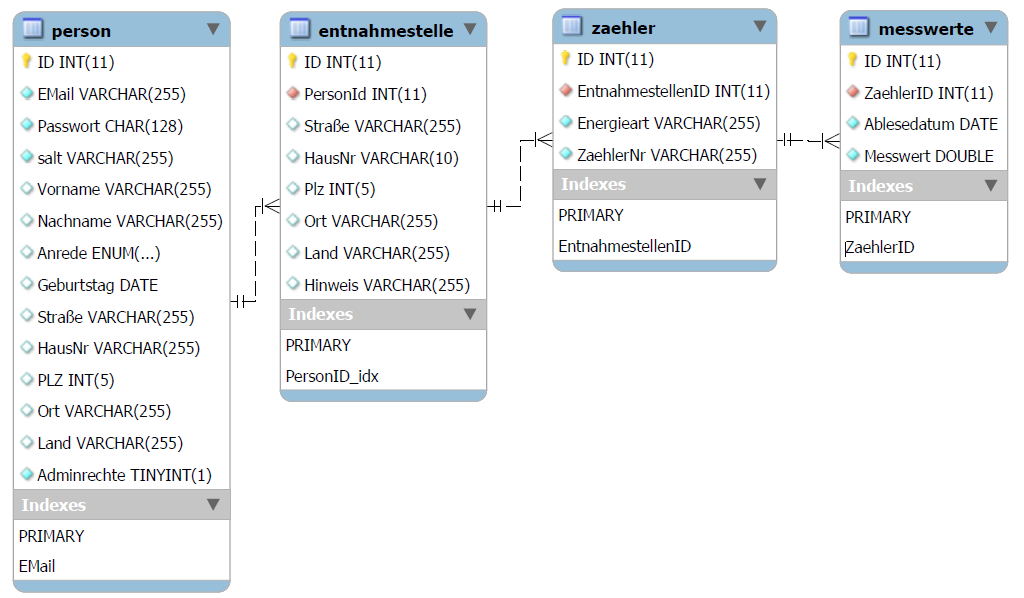 person
ID INT(11)
EMail VARCHAR(255)
Passwort CHAR(128)
salt VARCHAR(255)
Vorname VARCHAR(255)
Nachname VARCHAR(255)
Anrede ENUM(...)
Geburtstag DATE
Straße VARCHAR(255)
HausNr VARCHAR(255)
PLZ INT(5)
Ort VARCHAR(255)
Land VARCHAR(255)
Adminrechte TINYINT(1)
Indexes
PRIMARY
EMail
entnahmestelle
ID INT(11)
PersonId INT(11)
Straße VARCHAR(255)
HausNr VARCHAR(10)
Plz INT(5)
Ort VARCHAR(255)
Land VARCHAR(255)
Hinweis VARCHAR(255)
Indexes
PRIMARY
PersonID_idx
zaehler
ID INT(11)
EntnahmestellenID INT(11)
Energieart VARCHAR(255)
ZaehlerNr VARCHAR(255)
Indexes
PRIMARY
EntnahmestellenID
messwerte
ID INT(11)
ZaehlerID INT(11)
Ablesedatum DATE
Messwert DOUBLE
Indexes
PRIMARY
ZaehlerID